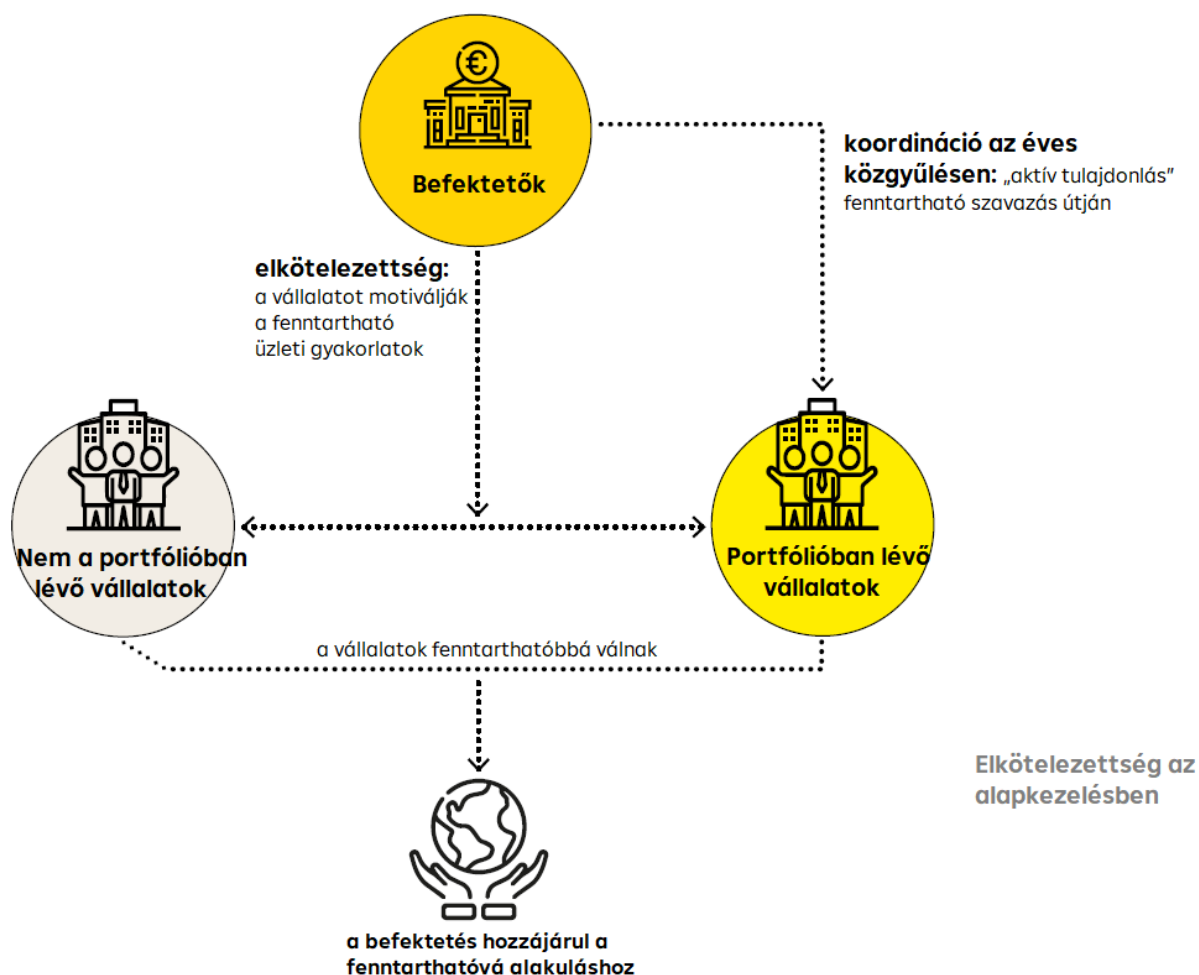 €
Befektetők
koordináció az éves
közgyűlésen: „aktív tulajdonlás”
fenntartható szavazás útján
elkötelezettség:
a vállalatot motiválják
a fenntartható
üzleti gyakorlatok
Nem a portfólióban
lévő vállalatok
Portfólióban lévő
vállalatok
a vállalatok fenntarthatóbbá válnak
Elkötelezettség az
alapkezelésben
a befektetés hozzájárul a
fenntarthatóvá alakuláshoz